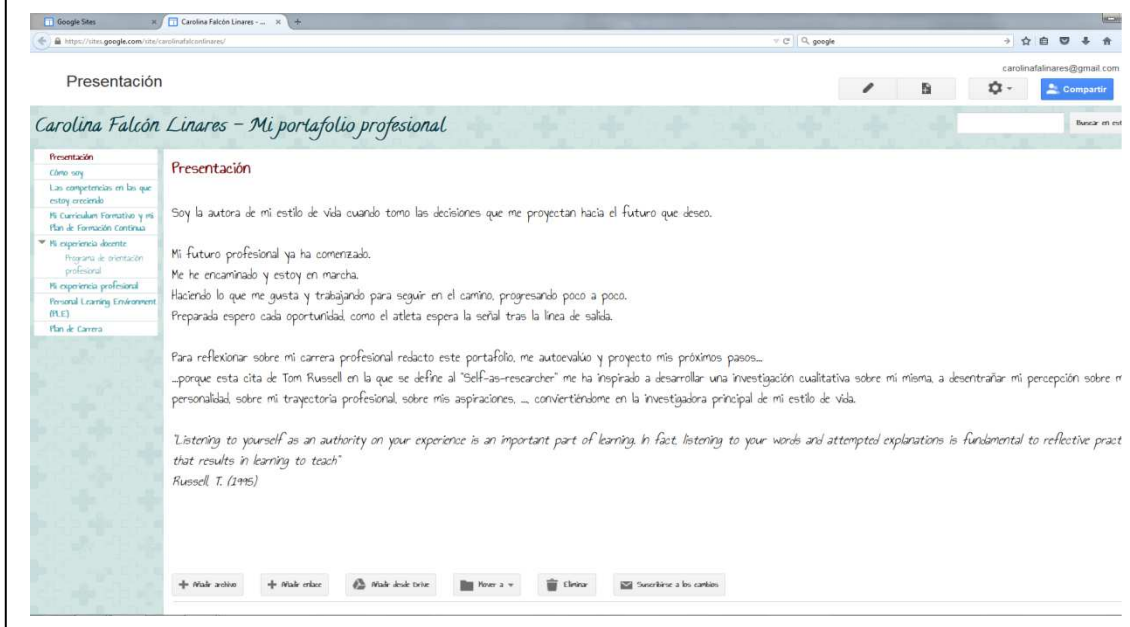 Google Sites
Carolina Falcón Linares - ...
https://sites.google.com/site/carolinafalconlinares/
google
carolinafalinares@gmail.com
Presentación
Compartir
Carolina Falcón Linares - Mi portafolio profesional
Buscar en est
Presentación
Cómo soy
Las competencias en las que
estoy creciendo
Mi Curriculum Formativo y mi
Plan de Formación Continua
Mi experiencia docente
Programa de orientación
profesional
Mi experiencia profesional
Personal Learning Environment
(PLE)
Plan de Carrera
Presentación
Soy la autora de mi estilo de vida cuando tomo las decisiones que me proyectan hacia el futuro que deseo.
Mi futuro profesional ya ha comenzado.
Me he encaminado y estoy en marcha.
Haciendo lo que me gusta y trabajando para seguir en el camino, progresando poco a poco.
Preparada espero cada oportunidad, como el atleta espera la señal tras la línea de salida.
Para reflexionar sobre mi carrera profesional redacto este portafolio, me autoevalúo y proyecto mis próximos pasos...
...porque esta cita de Tom Russell en la que se define al "Self-as-researcher" me ha inspirado a desarrollar una investigación cualitativa sobre mi misma, a desentrañar mi percepción sobre m
personalidad, sobre mi trayectoria profesional, sobre mis aspiraciones, ..., convertiéndome en la investigadora principal de mi estilo de vida.
"Listening to yourself as an authority on your experience is an important part of learning. In fact, listening to your words and attempted explanations is fundamental to reflective pract
that results in learning to teach"
Russell, T. (1995)
Añadir archivo
Añadir enlace
Añadir desde Drive
Mover a
Eliminar
Suscribirse a los cambios